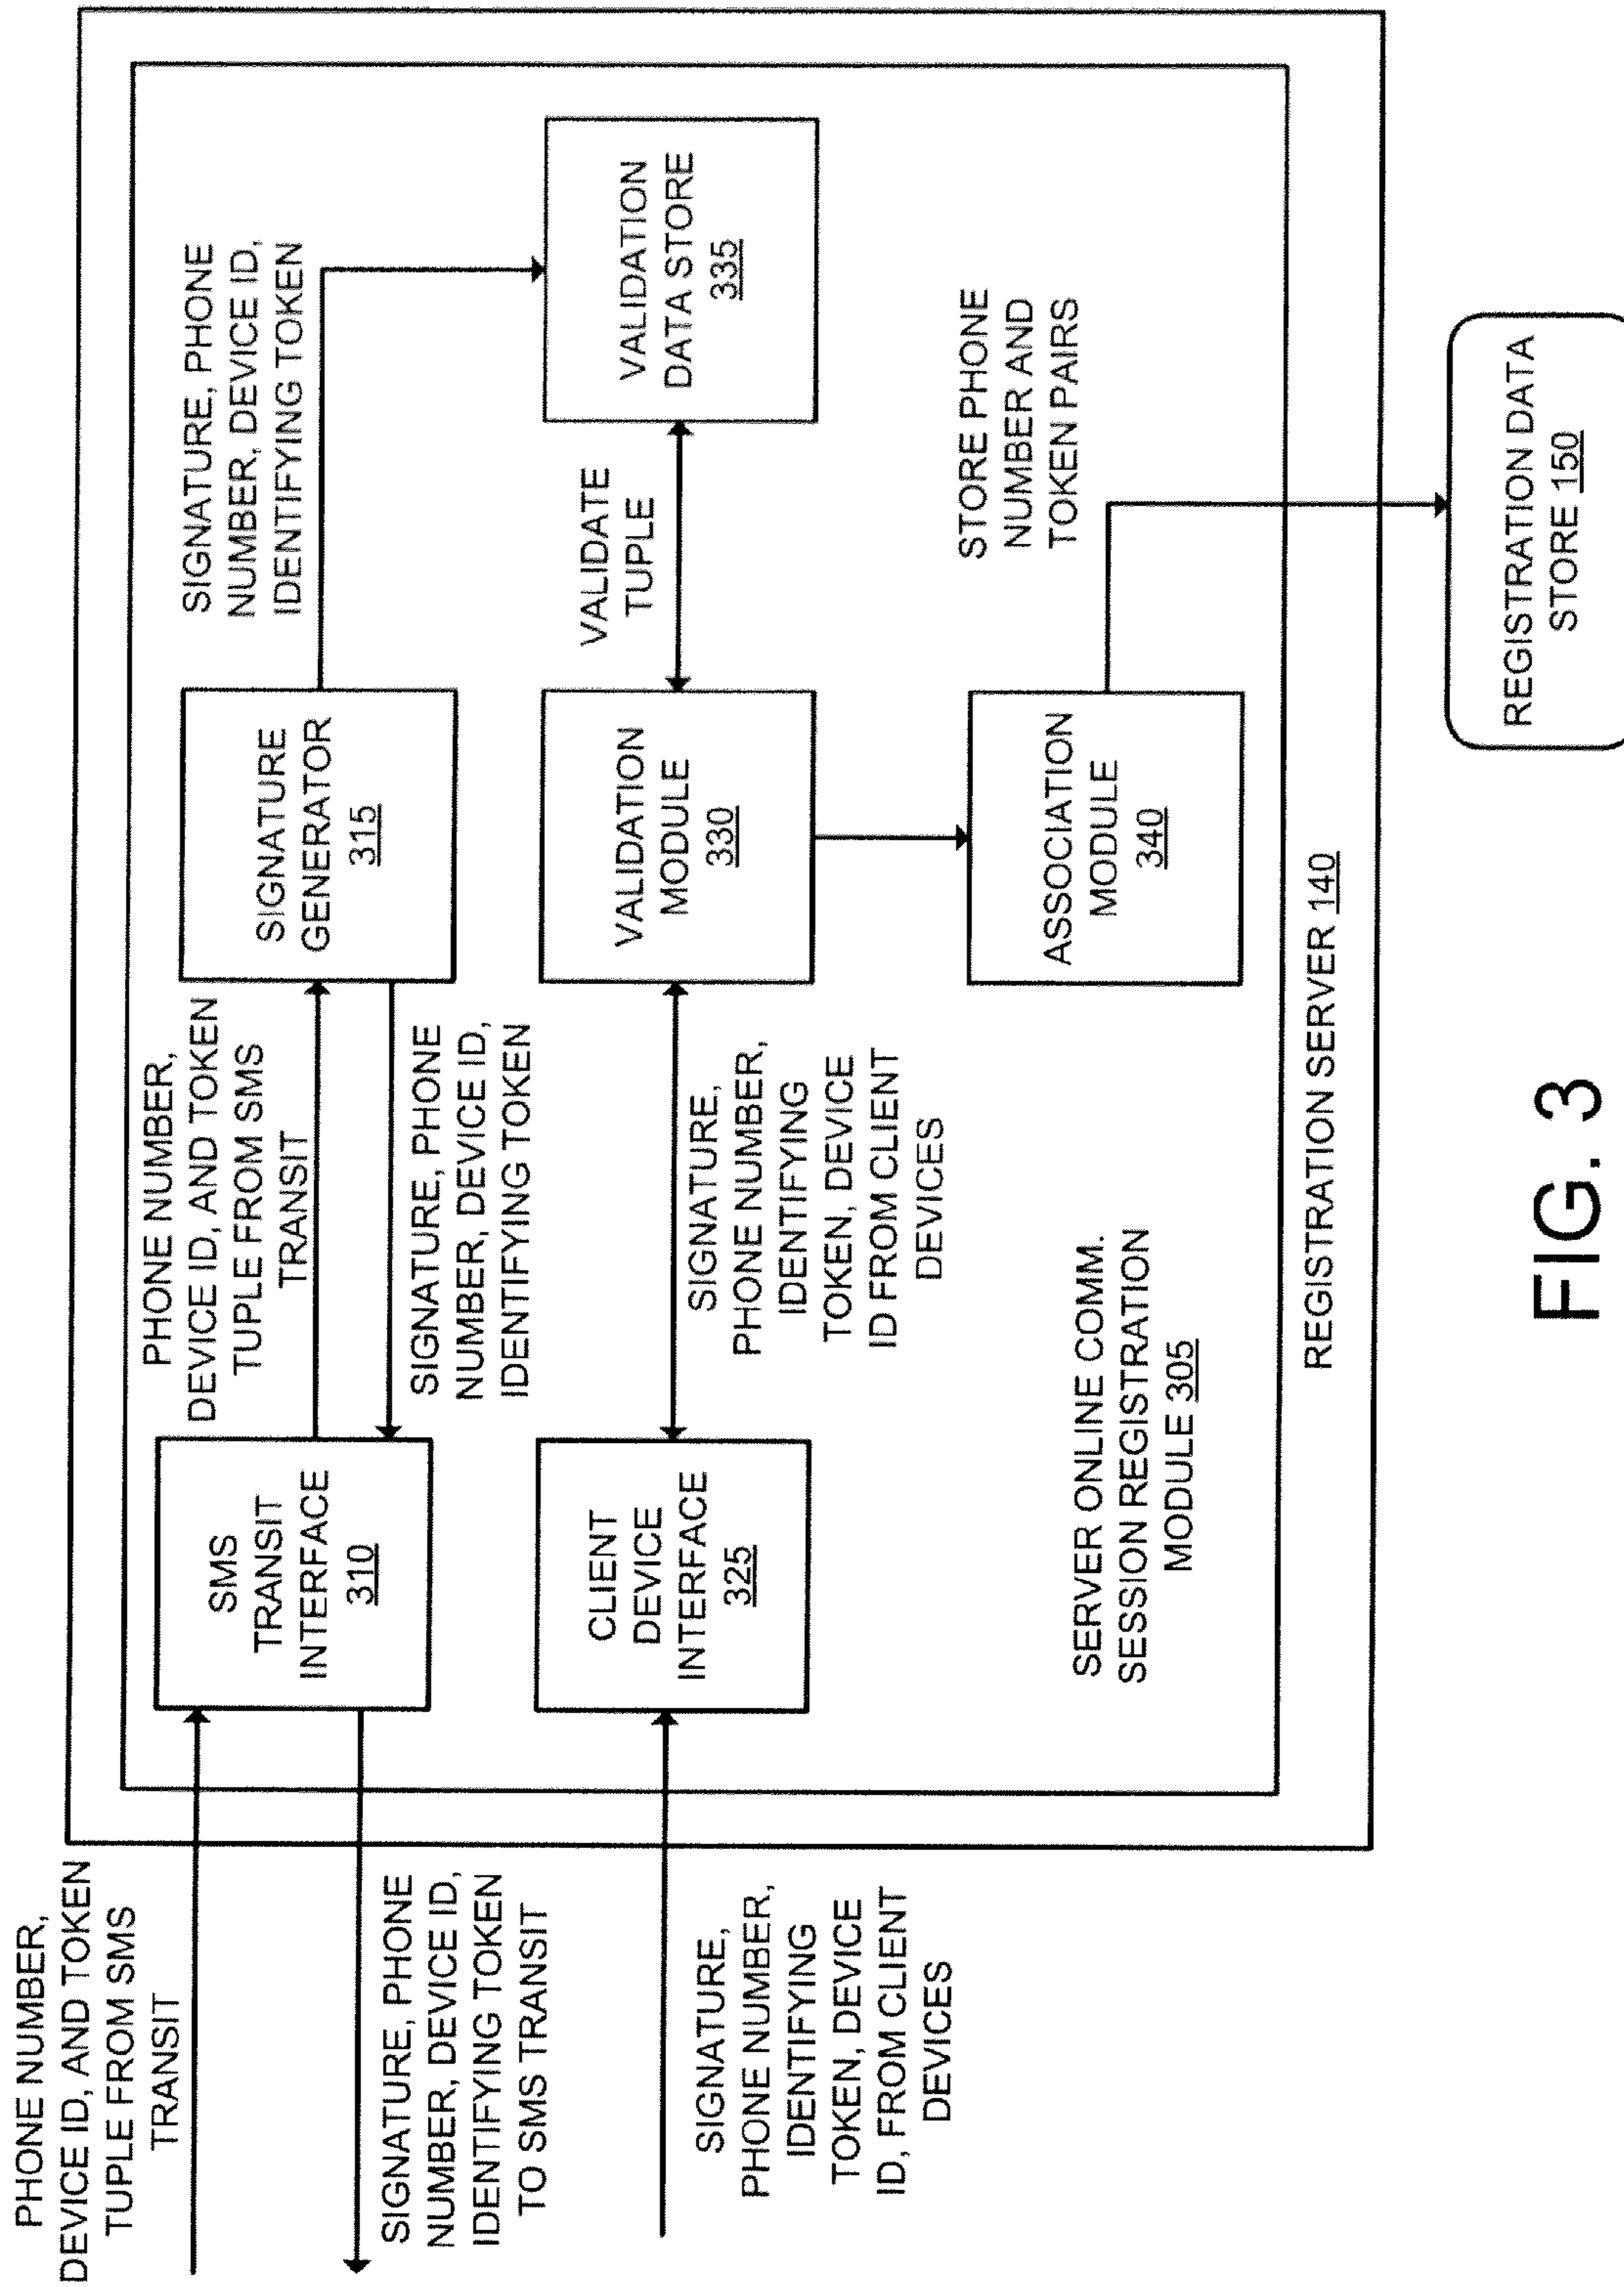 PHONE NUMBER,
DEVICE ID, AND TOKEN
TUPLE FROM SMS
TRANSIT
SIGNATURE, PHONE
NUMBER, DEVICE ID,
IDENTIFYING TOKEN
TO SMS TRANSIT
SIGNATURE,
PHONE NUMBER,
IDENTIFYING
TOKEN, DEVICE
ID, FROM CLIENT
DEVICES
SMS
TRANSIT
INTERFACE
310
CLIENT
DEVICE
INTERFACE
325
PHONE NUMBER,
DEVICE ID, AND TOKEN
TUPLE FROM SMS
TRANSIT
SIGNATURE, PHONE
NUMBER, DEVICE ID,
IDENTIFYING TOKEN
SIGNATURE,
PHONE NUMBER,
IDENTIFYING
TOKEN, DEVICE
ID FROM CLIENT
DEVICES
SERVER ONLINE COMM.
SESSION REGISTRATION
MODULE 305
SIGNATURE
GENERATOR
315
VALIDATION
MODULE
330
ASSOCIATION
MODULE
340
SIGNATURE, PHONE
NUMBER, DEVICE ID,
IDENTIFYING TOKEN
VALIDATE
TUPLE
VALIDATION
DATA STORE
335
STORE PHONE
NUMBER AND
TOKEN PAIRS
REGISTRATION SERVER 140
REGISTRATION DATA
STORE 150
FIG. 3